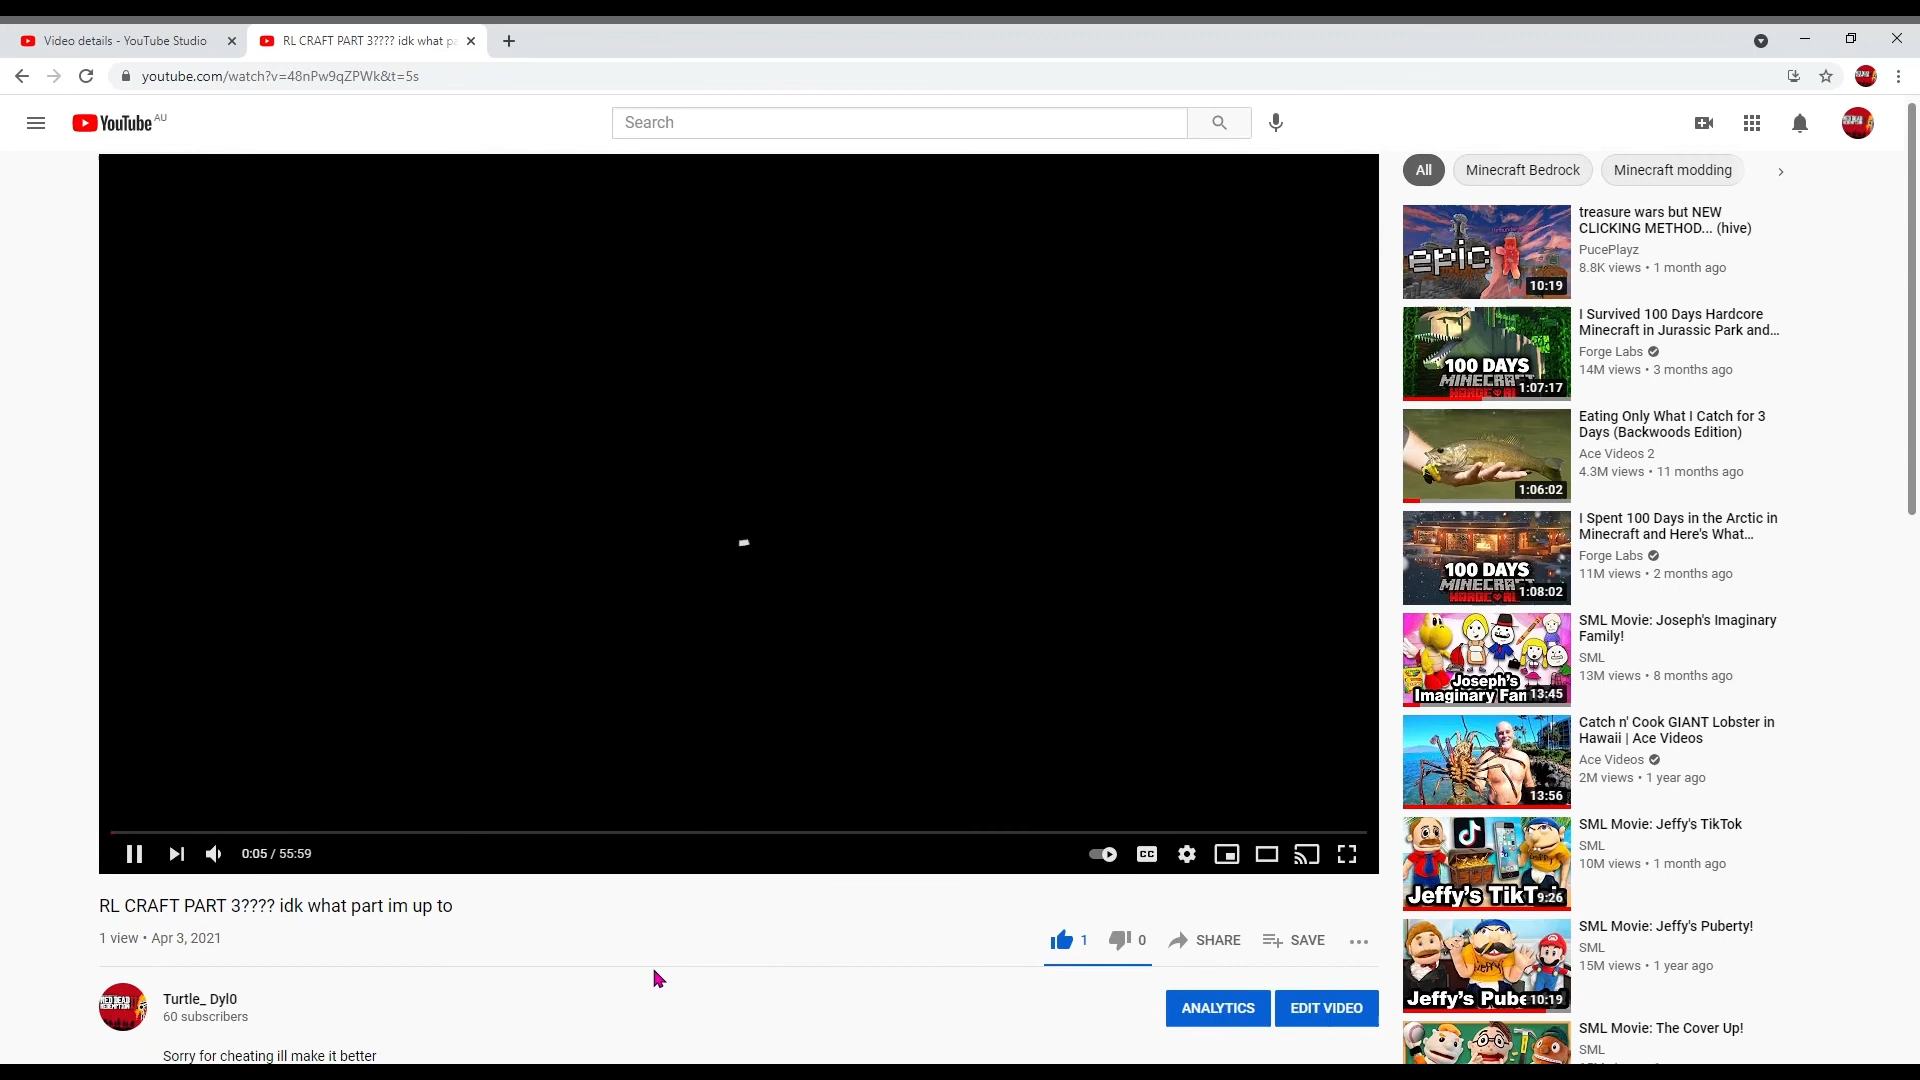 Video details - YouTube Studio
RL CRAFT PART 3???? idk what pa
youtube.com/watch?v=48nPw9qZPWk&t=5s
YouTube AU
Search
All
Minecraft Bedrock
Minecraft modding
epic
10:19
treasure wars but NEW
CLICKING METHOD... (hive)
PucePlayz
8.8K views • 1 month ago
100 DAYS
MINECRAFT
1:07:17
I Survived 100 Days Hardcore
Minecraft in Jurassic Park and...
Forge Labs
14M views • 3 months ago
1:06:02
Eating Only What I Catch for 3
Days (Backwoods Edition)
Ace Videos 2
4.3M views • 11 months ago
100 DAYS
MINECRAFT
1:08:02
I Spent 100 Days in the Arctic in
Minecraft and Here's What...
Forge Labs
11M views • 2 months ago
Joseph's
Imaginary Fam
13:45
SML Movie: Joseph's Imaginary
Family!
SML
13M views • 8 months ago
13:56
Catch n' Cook GIANT Lobster in
Hawaii | Ace Videos
Ace Videos
2M views • 1 year ago
Jeffy's TikT
9:26
SML Movie: Jeffy's TikTok
SML
10M views • 1 month ago
Jeffy's Pube
10:19
SML Movie: Jeffy's Puberty!
SML
15M views • 1 year ago
SML Movie: The Cover Up!
SML
0:05 / 55:59
CC
RL CRAFT PART 3???? idk what part im up to
1 view • Apr 3, 2021
1
0
SHARE
SAVE
Turtle_ Dyl0
60 subscribers
ANALYTICS
EDIT VIDEO
Sorry for cheating ill make it better